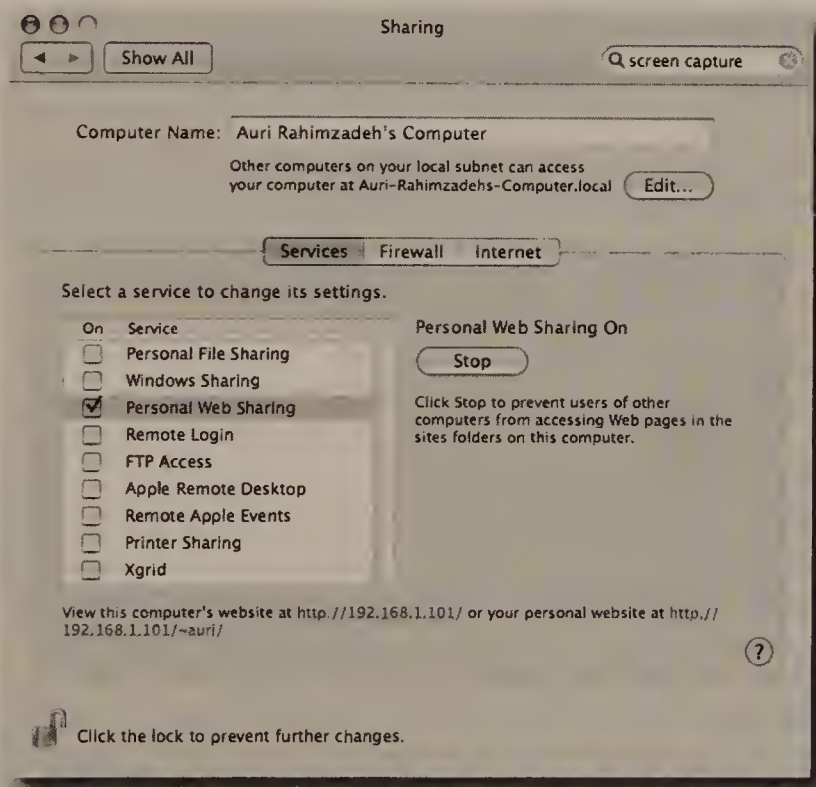 Sharing
Show All
screen capture
Computer Name: Auri Rahimzadeh's Computer
Other computers on your local subnet can access
your computer at Auri-Rahimzadehs-Computer.local
Edit...
Services Firewall Internet
Select a service to change its settings.
On Service
Personal File Sharing
Windows Sharing
Personal Web Sharing
Remote Login
FTP Access
Apple Remote Desktop
Remote Apple Events
Printer Sharing
Xgrid
Personal Web Sharing On
Stop
Click Stop to prevent users of other
computers from accessing Web pages in the
sites folders on this computer.
View this computer's website at http://192.168.1.101/ or your personal website at http://
192.168.1.101/~auri/
?
Click the lock to prevent further changes.